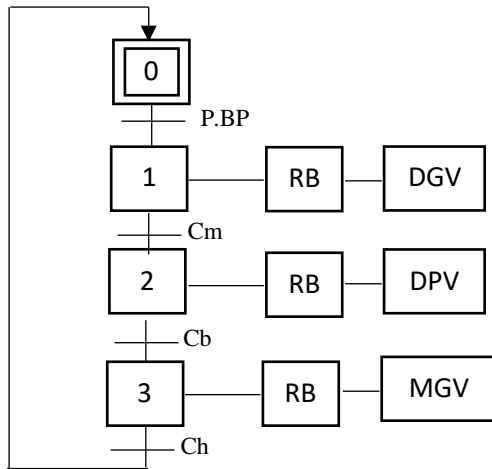 0
P.BP
1 RB DGV
Cm
2 RB DPV
Cb
3 RB MGV
Ch